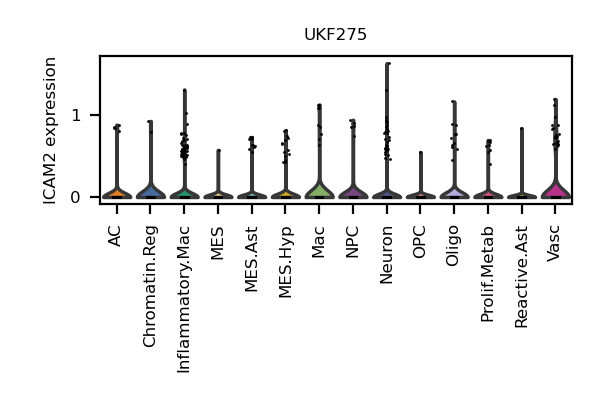 UKF275
ICAM2 expression
1
0
AC
Chromatin.Reg
Inflammatory.Mac
MES
MES.Ast
MES.Hyp
Mac
NPC
Neuron
OPC
Oligo
Prolif.Metab
Reactive.Ast
Vasc